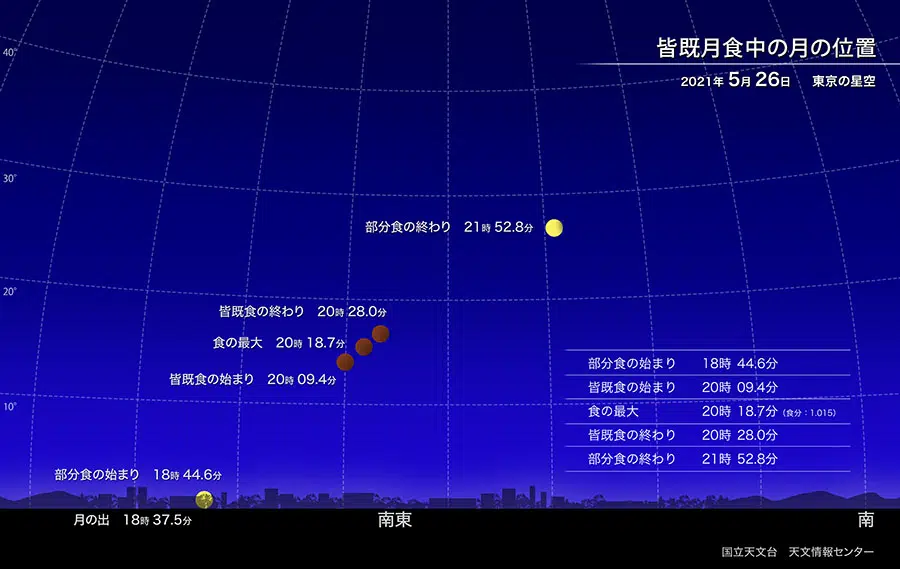 皆既月食中の月の位置
2021年 5月 26日 東京の星空
40°
30°
20°
10°
部分食の終わり 21時 52.8分
皆既食の終わり 20時 28.0分
食の最大 20時 18.7分
皆既食の始まり 20時 09.4分
部分食の始まり 18時 44.6分
月の出 18時 37.5分
部分食の始まり 18時 44.6分
皆既食の始まり 20時 09.4分
食の最大 20時 18.7分 (食分:1.015)
皆既食の終わり 20時 28.0分
部分食の終わり 21時 52.8分
南東
南
国立天文台 天文情報センター